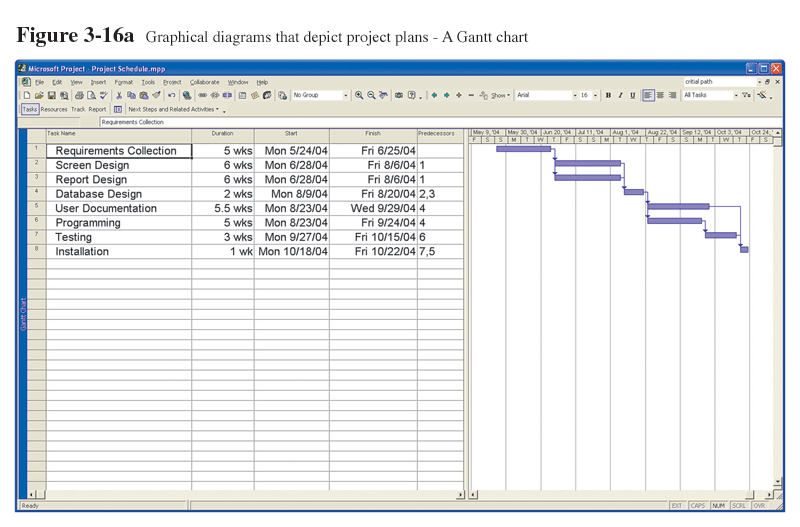 Figure 3-16a Graphical diagrams that depict project plans - A Gantt chart
Microsoft Project - Project Schedule.mpp
File Edit View Insert Format Tools Project Collaborate Window Help
critial path
No Group
Show
Arial
16
B I U
All Tasks
Tasks Resources Track Report Next Steps and Related Activities
Requirements Collection
Task Name Duration Start Finish Predecessors
May 9, '04 May 30, '04 Jun 20, '04 Jul 11, '04 Aug 1, '04 Aug 22, '04 Sep 12, '04 Oct 3, '04 Oct 24, '
F S S M T W T F S S M T W T F S S
1 Requirements Collection 5 wks Mon 5/24/04 Fri 6/25/04
2 Screen Design 6 wks Mon 6/28/04 Fri 8/6/04 1
3 Report Design 6 wks Mon 6/28/04 Fri 8/6/04 1
4 Database Design 2 wks Mon 8/9/04 Fri 8/20/04 2,3
5 User Documentation 5.5 wks Mon 8/23/04 Wed 9/29/04 4
6 Programming 5 wks Mon 8/23/04 Fri 9/24/04 4
7 Testing 3 wks Mon 9/27/04 Fri 10/15/04 6
8 Installation 1 wk Mon 10/18/04 Fri 10/22/04 7,5
Gantt Chart
Ready
EXT CAPS NUM SCRL OVR